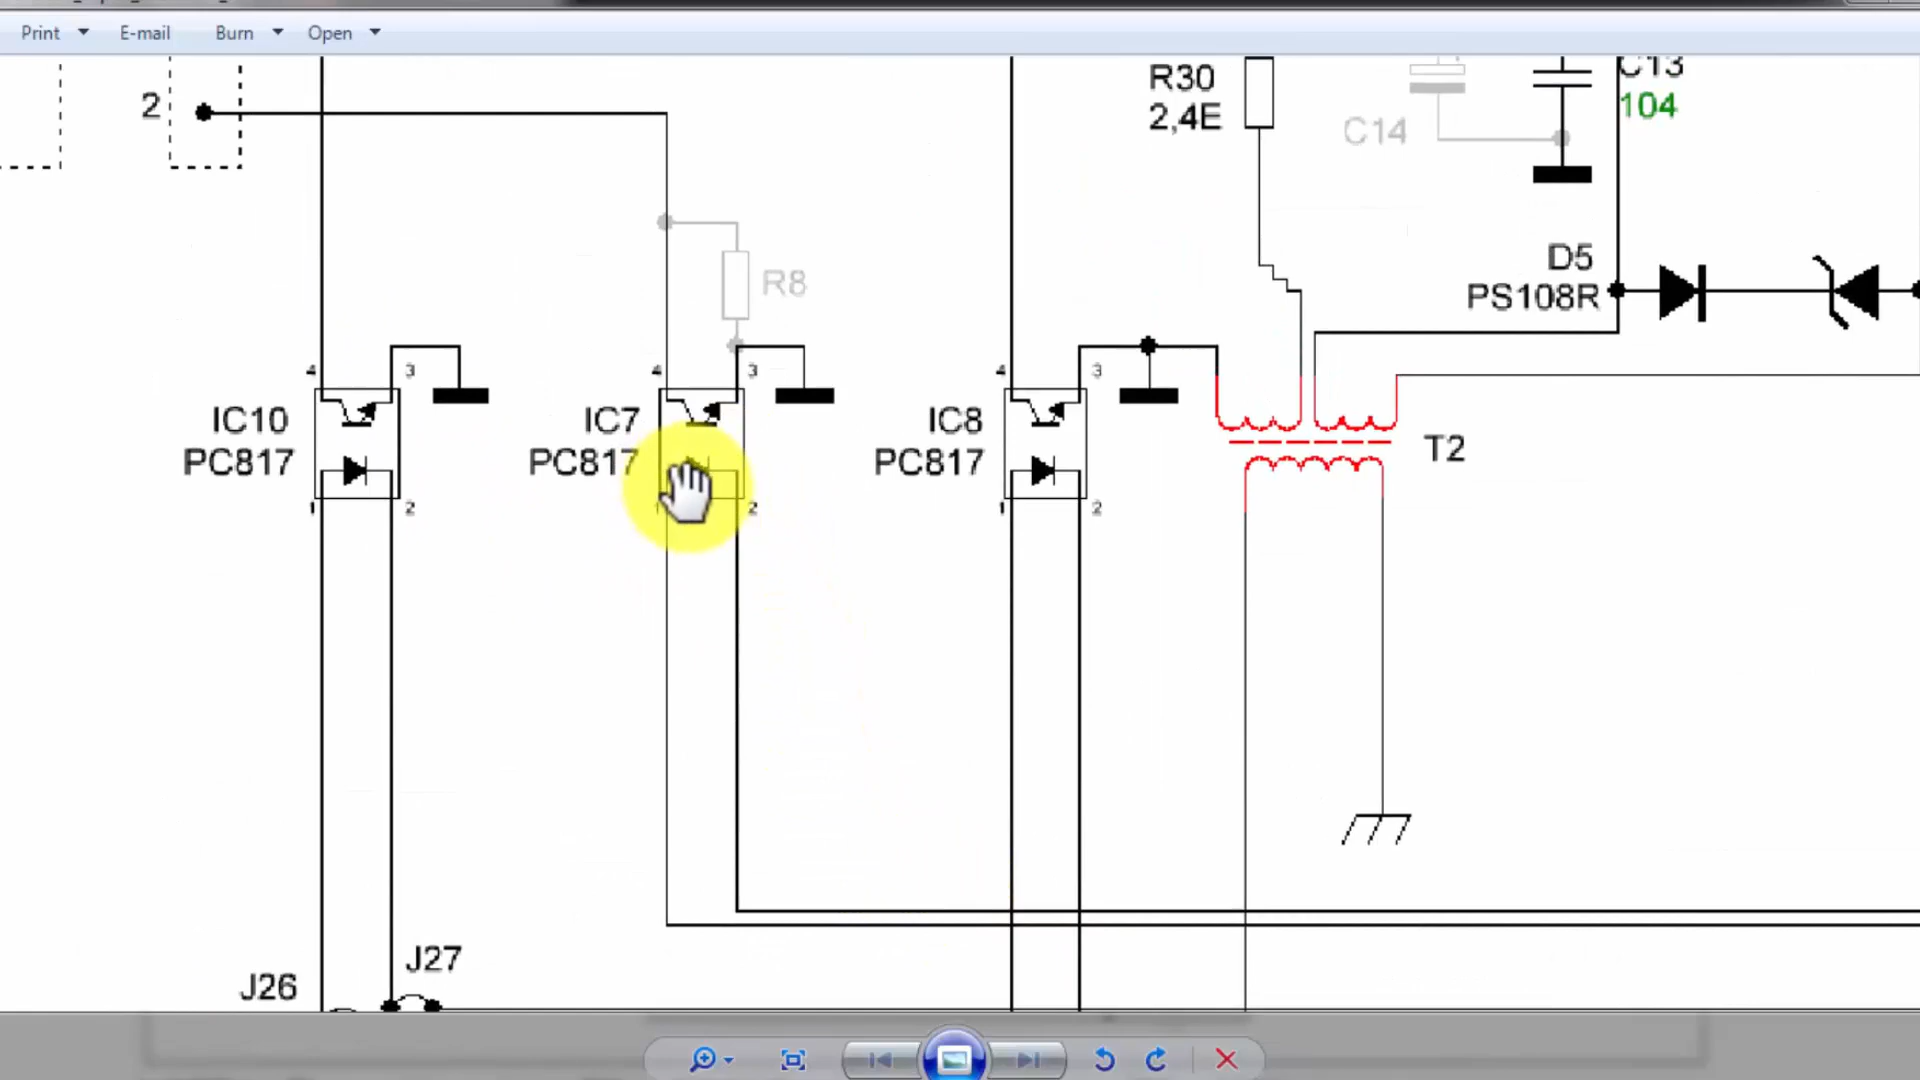 Print E-mail Burn Open
2
R30
2,4E
C14
C13
104
R8
D5
PS108R
4 3
IC10
PC817
1 2
4 3
IC7
PC817
2
4 3
IC8
PC817
1 2
T2
J27
J26